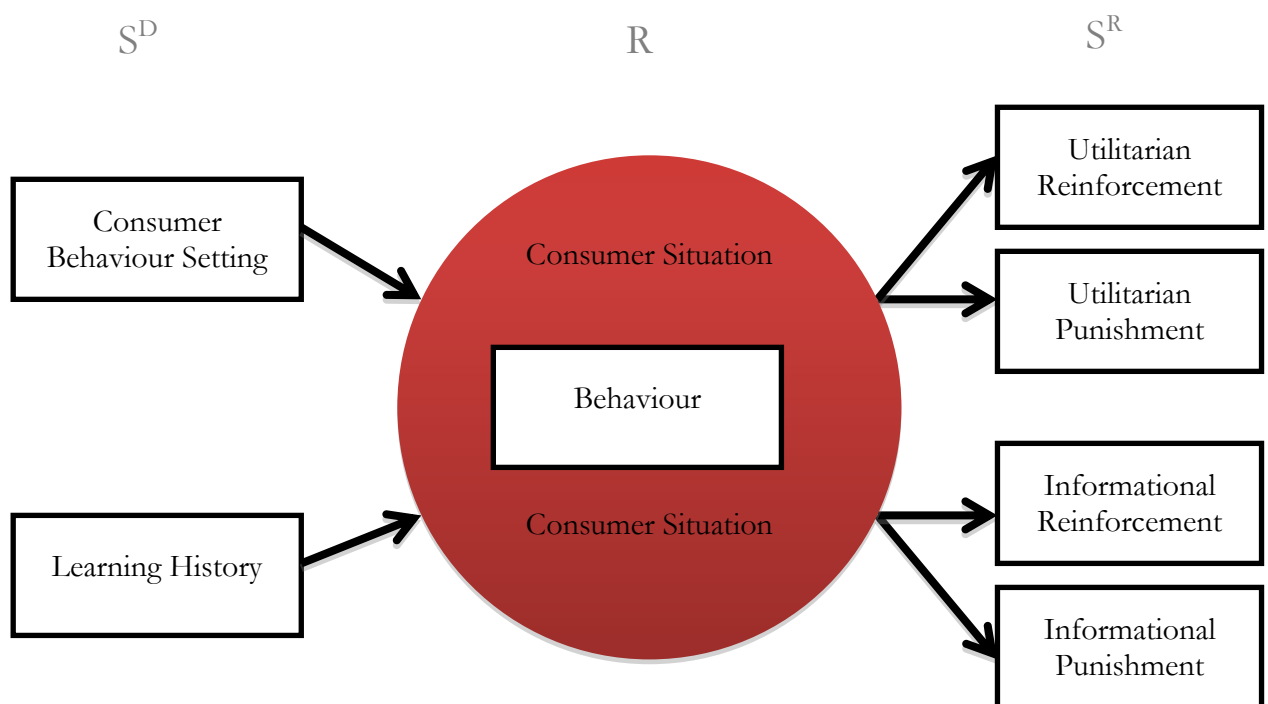 S^D
R
S^R
Consumer
Behaviour Setting
Learning History
Consumer Situation
Behaviour
Consumer Situation
Utilitarian
Reinforcement
Utilitarian
Punishment
Informational
Reinforcement
Informational
Punishment